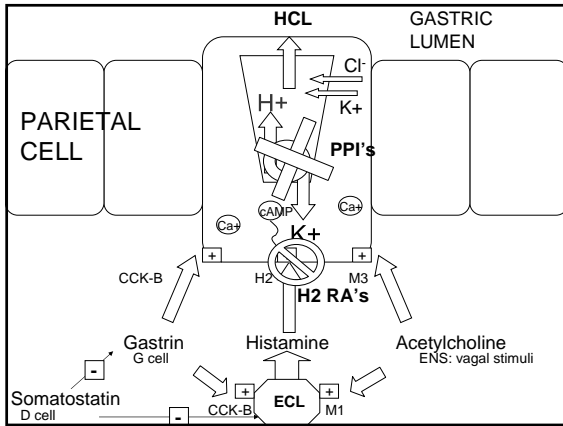 HCL
GASTRIC
LUMEN
Cl-
K+
H+
PARIETAL
CELL
PPI's
cAMP
Ca+
Ca+
K+
+
+
CCK-B
H2
M3
H2 RA's
Gastrin
G cell
Histamine
Acetylcholine
ENS: vagal stimuli
-
Somatostatin
D cell
-
+
+
CCK-B
ECL
M1